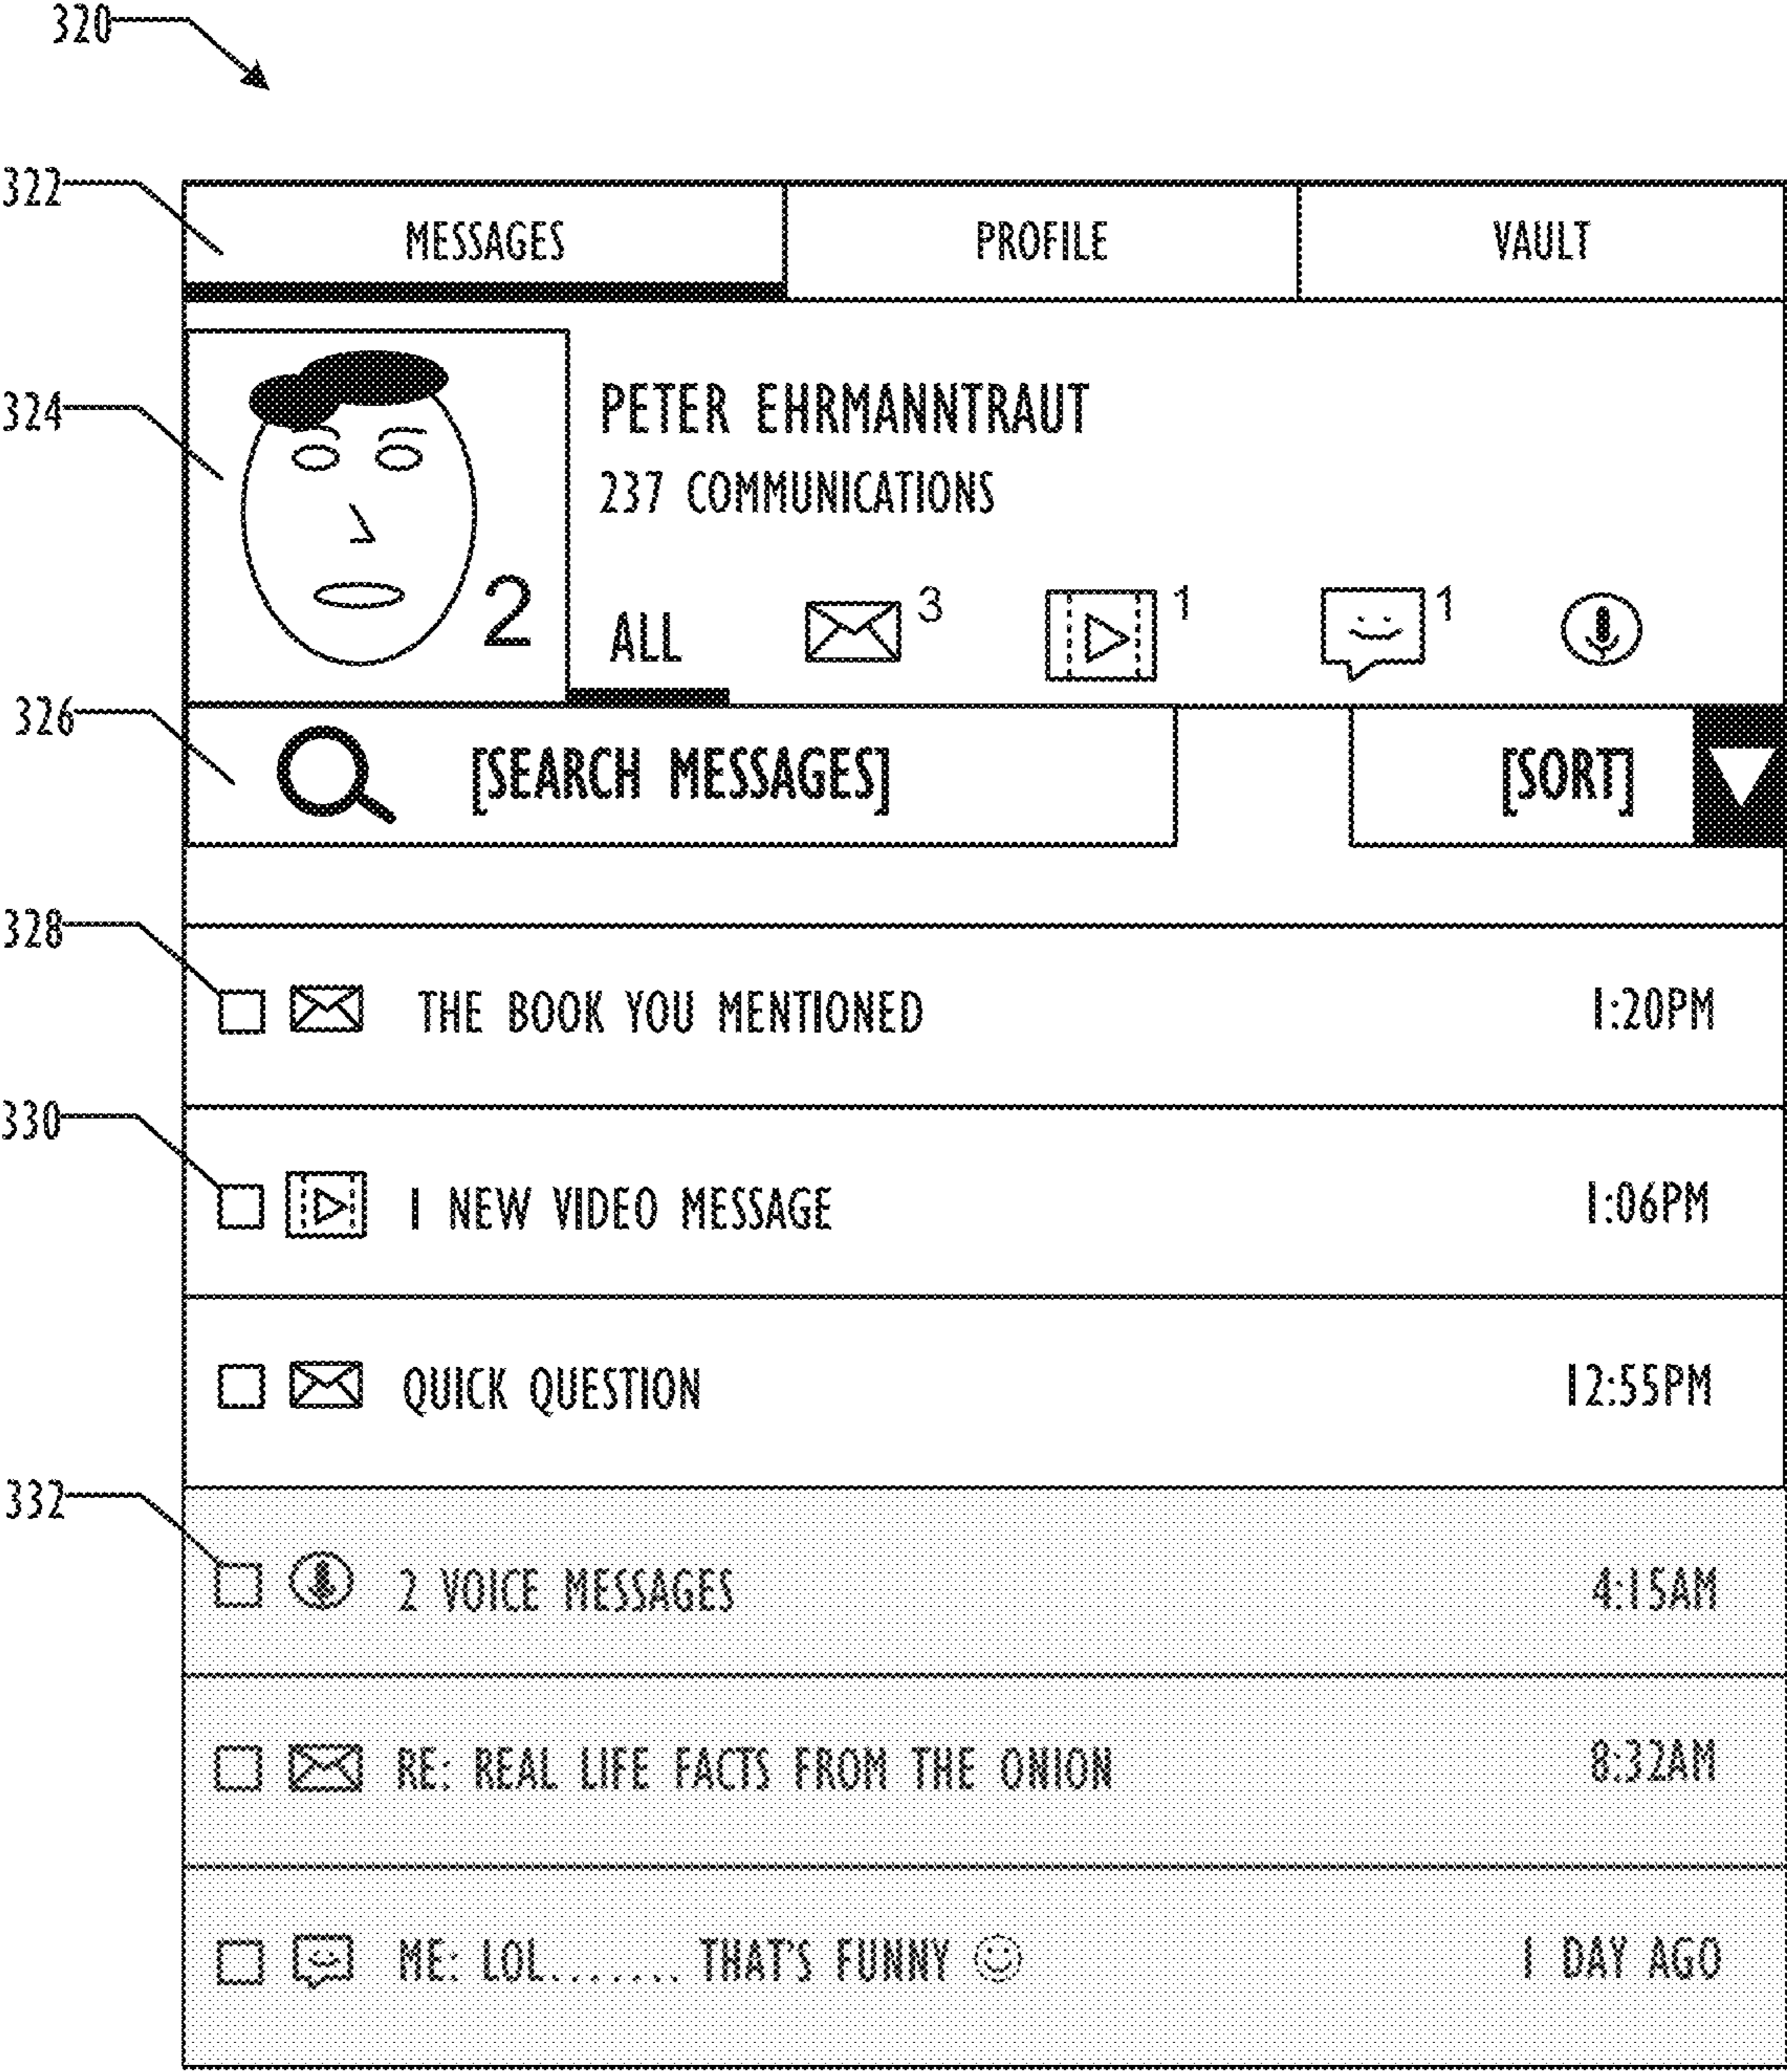 320
322
MESSAGES PROFILE VAULT
324
PETER EHRMANNTRAUT
237 COMMUNICATIONS
2
ALL 3 1 1
326
[SEARCH MESSAGES] [SORT]
328
THE BOOK YOU MENTIONED 1:20PM
330
1 NEW VIDEO MESSAGE 1:06PM
QUICK QUESTION 12:55PM
332
2 VOICE MESSAGES 4:15AM
RE: REAL LIFE FACTS FROM THE ONION 8:32AM
ME: LOL....... THAT'S FUNNY ☺ 1 DAY AGO